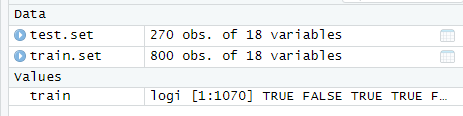 Data
test.set 270 obs. of 18 variables
train.set 800 obs. of 18 variables
Values
train logi [1:1070] TRUE FALSE TRUE TRUE F…